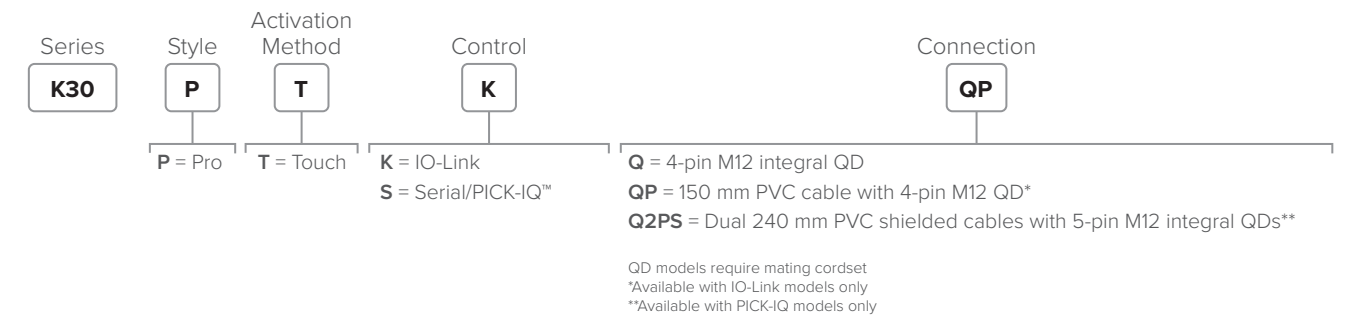 Series
Style
Activation
Method
Control
Connection
K30
P
T
K
QP
P = Pro
T = Touch
K = IO-Link
S = Serial/PICK-IQ™
Q = 4-pin M12 integral QD
QP = 150 mm PVC cable with 4-pin M12 QD*
Q2PS = Dual 240 mm PVC shielded cables with 5-pin M12 integral QDs**
QD models require mating cordset
*Available with IO-Link models only
**Available with PICK-IQ models only